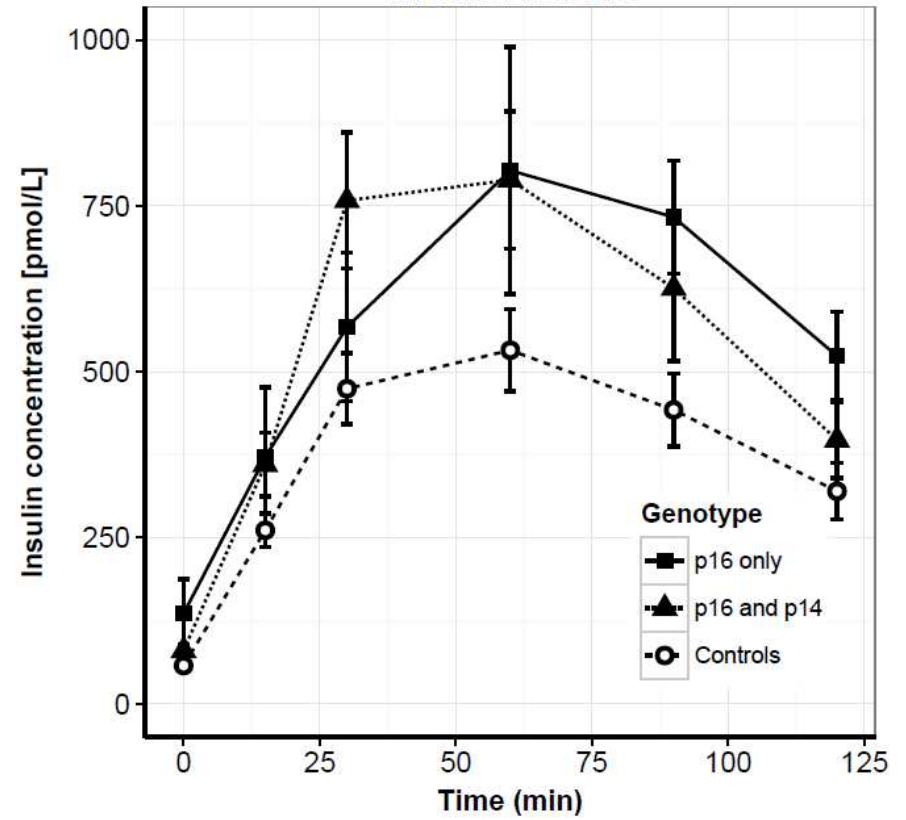 1000
750
500
250
0
Insulin concentration [pmol/L]
Genotype
p16 only
p16 and p14
Controls
0 25 50 75 100 125
Time (min)